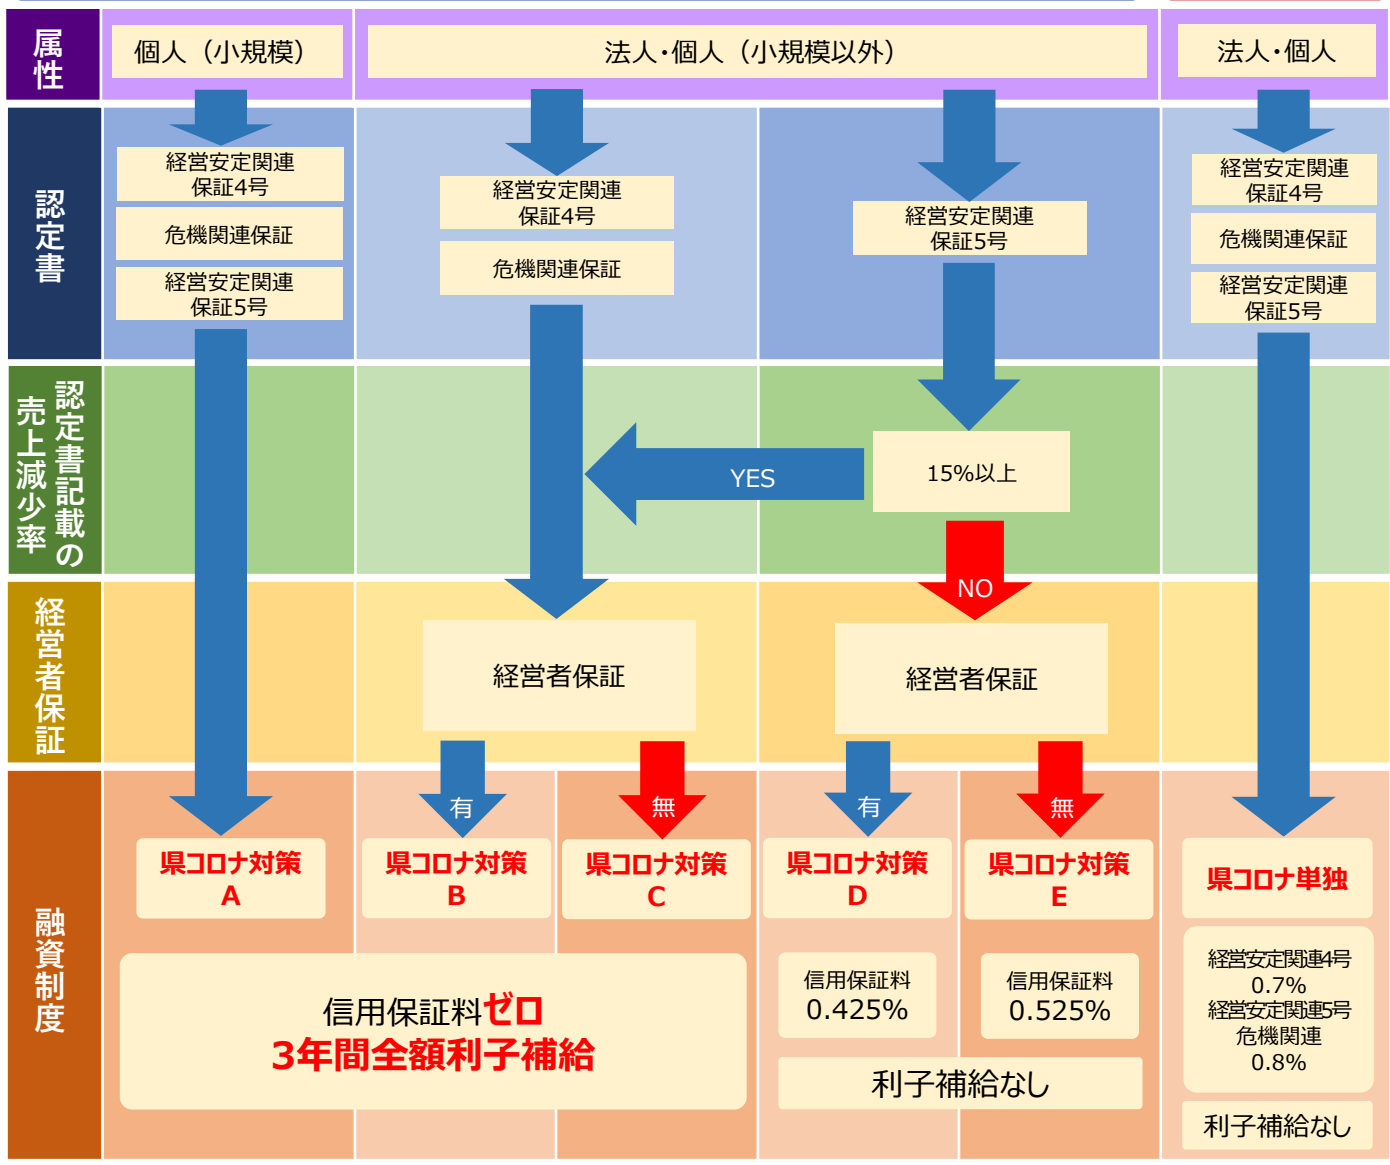 属性
個人（小規模）
法人・個人（小規模以外）
法人・個人
認定書
経営安定関連
保証4号
危機関連保証
経営安定関連
保証5号
経営安定関連
保証4号
危機関連保証
経営安定関連
保証5号
経営安定関連
保証4号
危機関連保証
経営安定関連
保証5号
認定書記載の
売上減少率
YES
15%以上
NO
経営者保証
経営者保証
経営者保証
有
無
有
無
融資制度
県コロナ対策
A
県コロナ対策
B
県コロナ対策
C
県コロナ対策
D
県コロナ対策
E
県コロナ単独
信用保証料ゼロ
3年間全額利子補給
信用保証料
0.425%
信用保証料
0.525%
利子補給なし
経営安定関連4号
0.7%
経営安定関連5号
危機関連
0.8%
利子補給なし